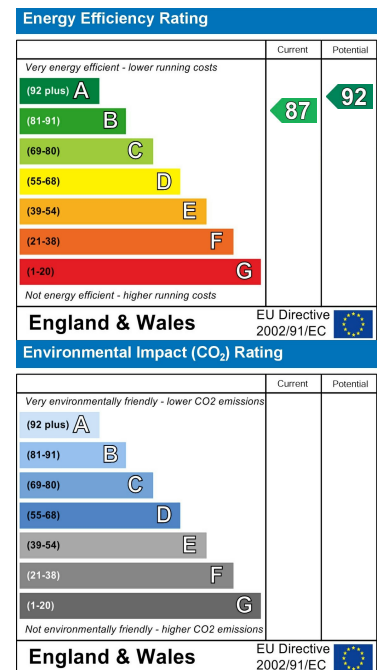 Energy Efficiency Rating
Current Potential
Very energy efficient - lower running costs
(92 plus) A
(81-91) B
(69-80) C
(55-68) D
(39-54) E
(21-38) F
(1-20) G
87
92
Not energy efficient - higher running costs
England & Wales
EU Directive
2002/91/EC
Environmental Impact (CO₂) Rating
Current Potential
Very environmentally friendly - lower CO2 emissions
(92 plus) A
(81-91) B
(69-80) C
(55-68) D
(39-54) E
(21-38) F
(1-20) G
Not environmentally friendly - higher CO2 emissions
England & Wales
EU Directive
2002/91/EC